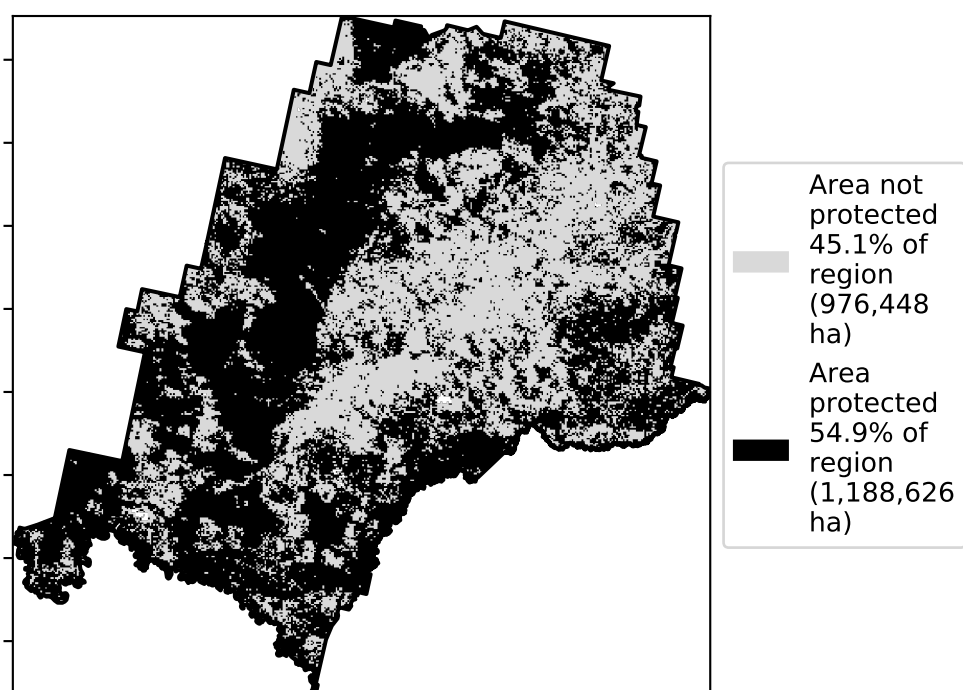 Area not
protected
45.1% of
region
(976,448
ha)
Area
protected
54.9% of
region
(1,188,626
ha)